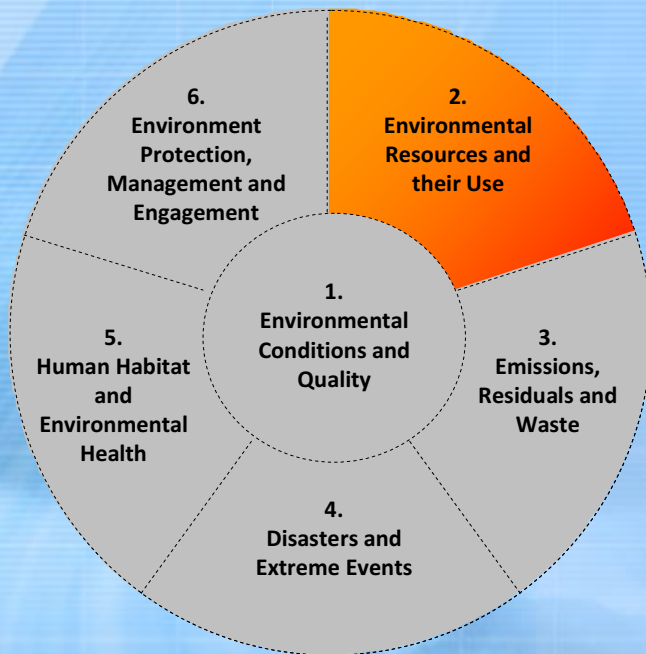 1.
Environmental
Conditions and
Quality
2.
Environmental
Resources and
their Use
3.
Emissions,
Residuals and
Waste
4.
Disasters and
Extreme Events
5.
Human Habitat
and
Environmental
Health
6.
Environment
Protection,
Management and
Engagement